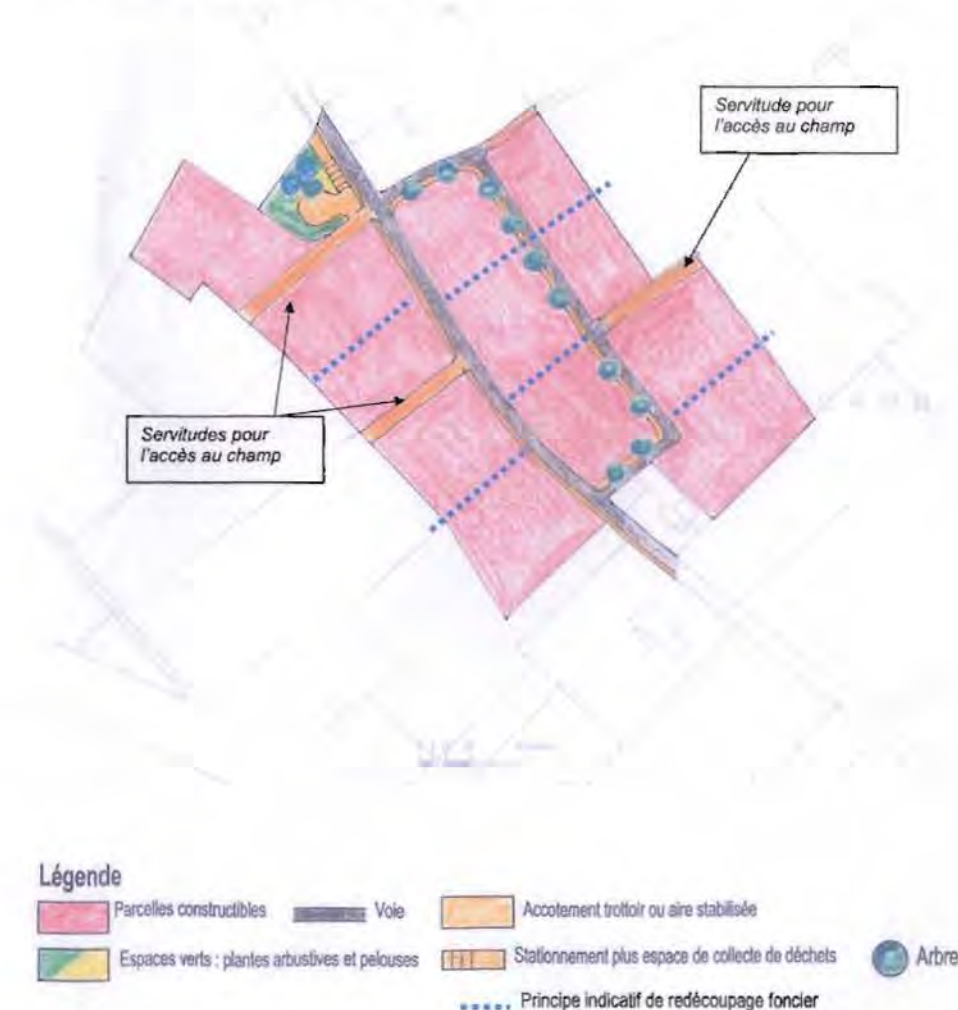 Servitude pour
l'accès au champ
Servitudes pour
l'accès au champ
Légende
Parcelles constructibles
Voie
Accotement trottoir ou aire stabilisée
Espaces verts : plantes arbustives et pelouses
Stationnement plus espace de collecte de déchets
Arbre
Principe indicatif de redécoupage foncier